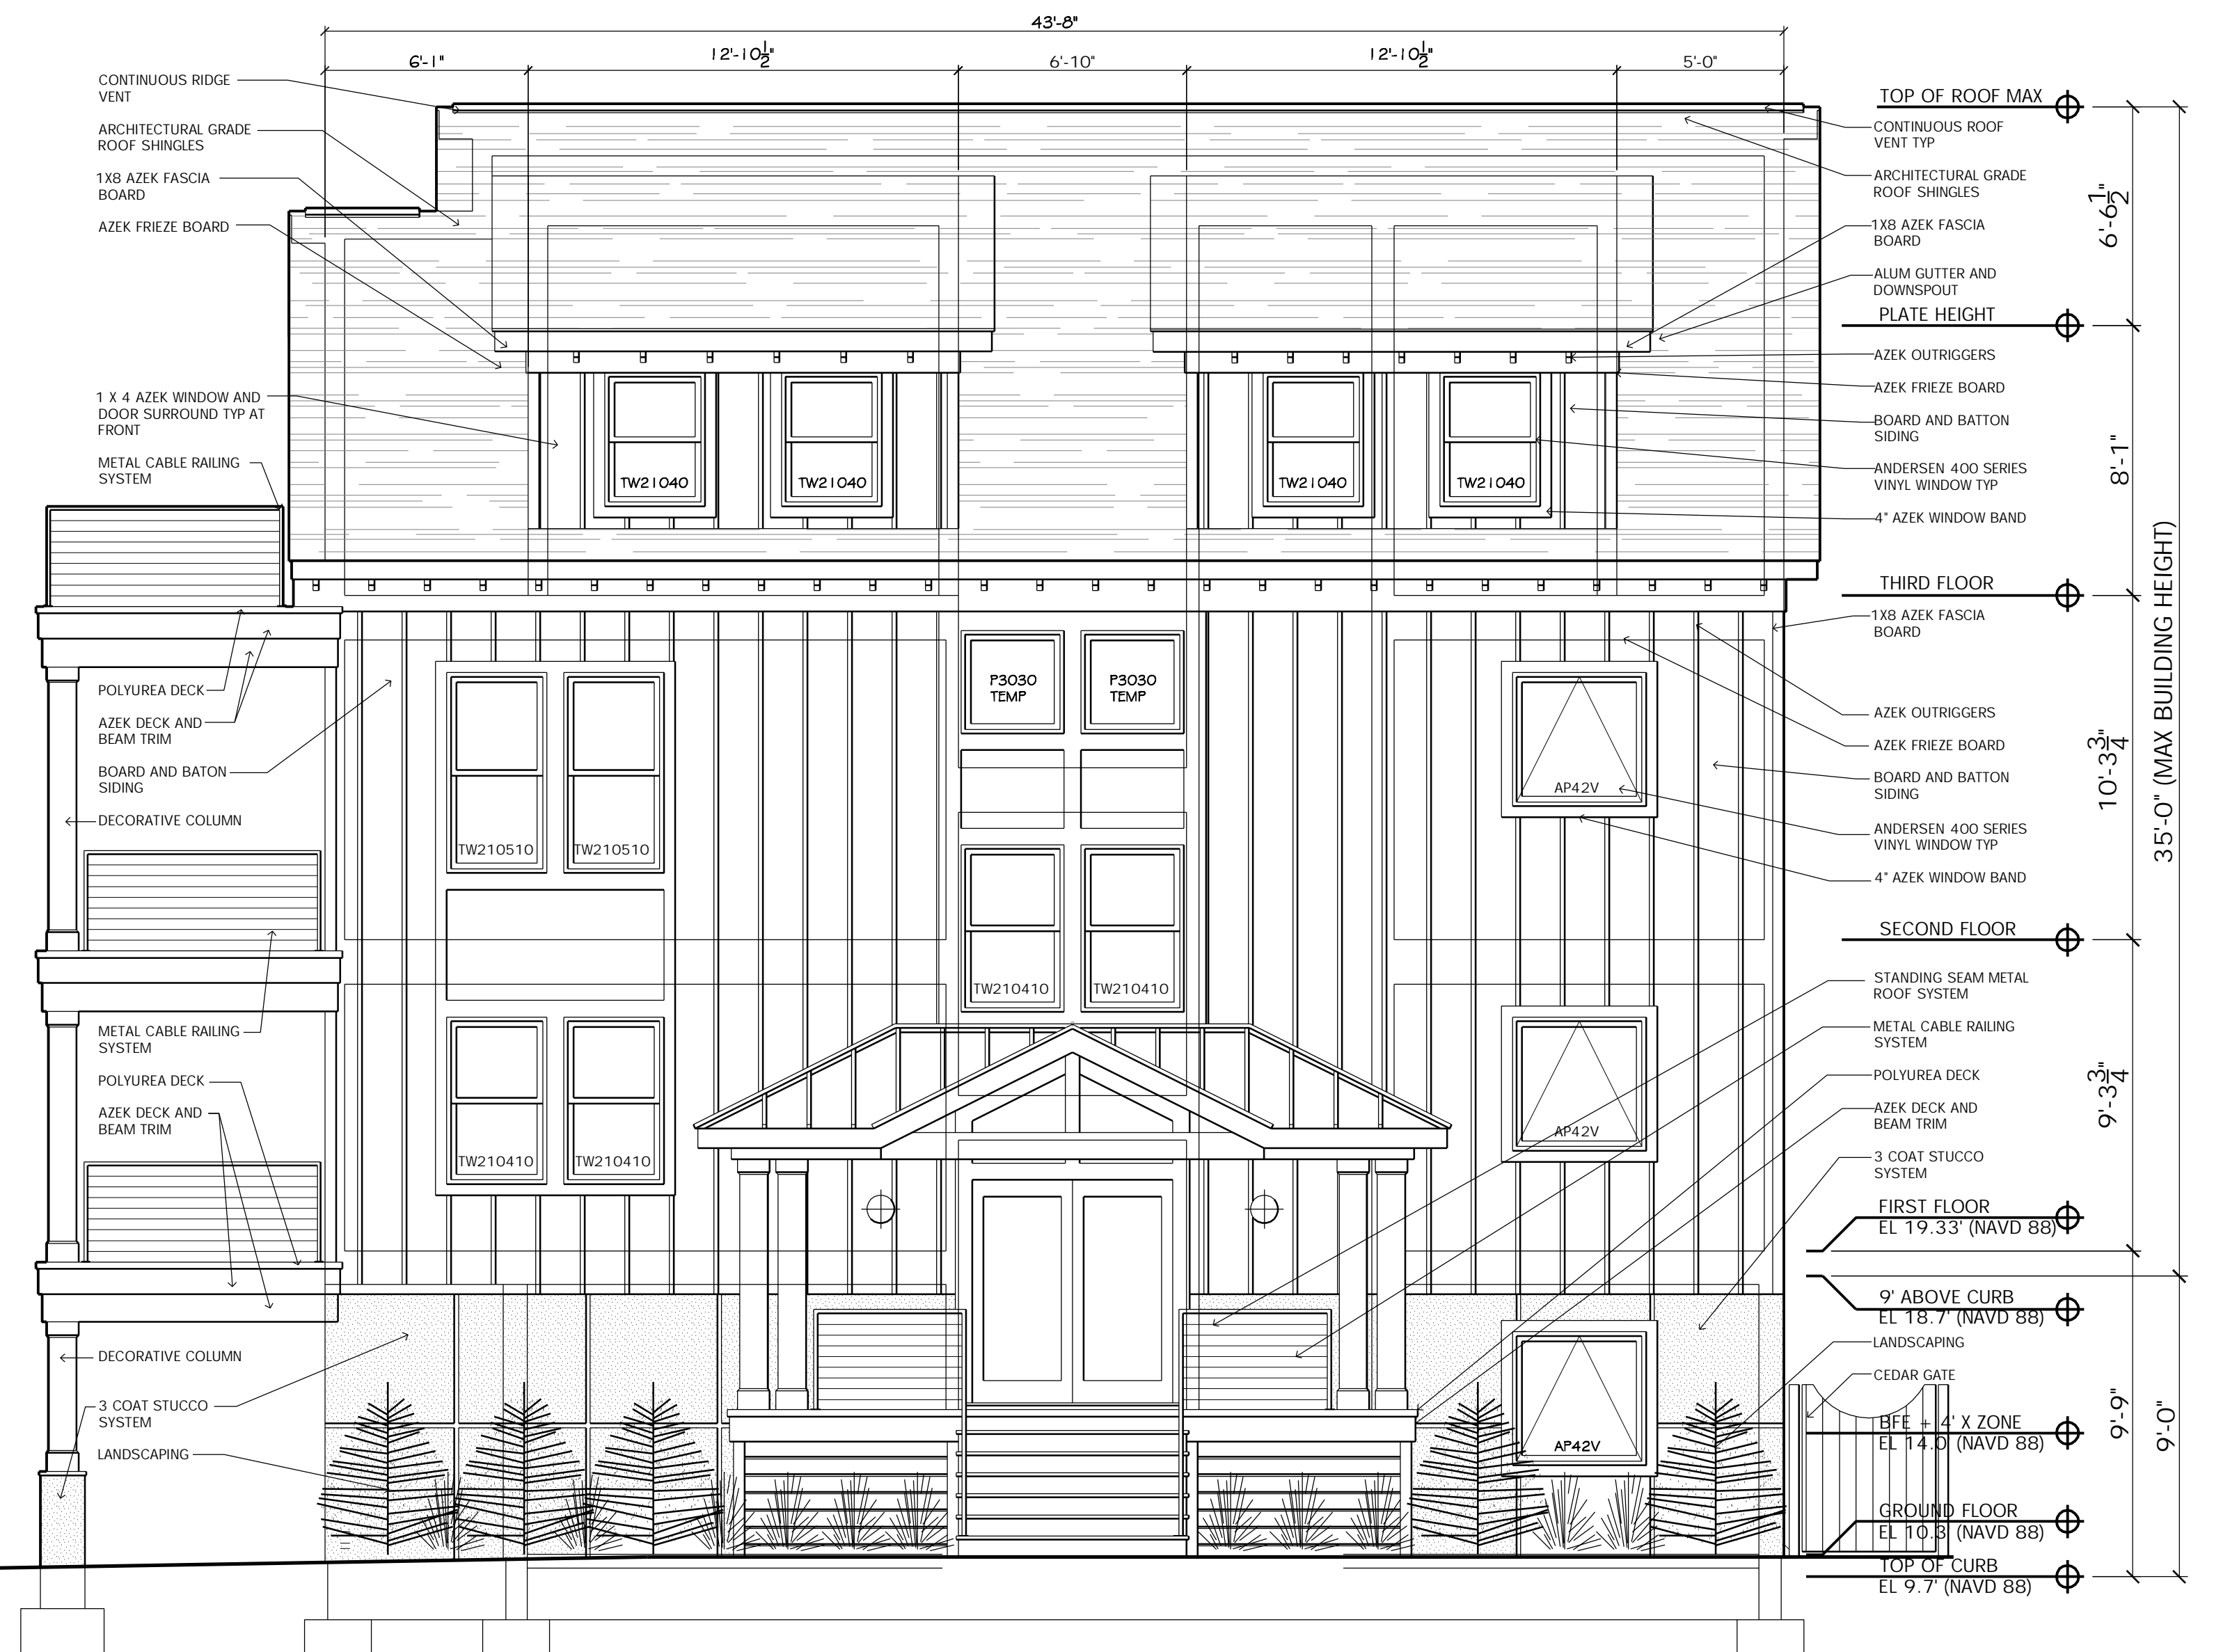 43'-8"
6'-1"
12'-10 1/2"
6'-10"
12'-10 1/2"
5'-0"
CONTINUOUS RIDGE
VENT
ARCHITECTURAL GRADE
ROOF SHINGLES
1X8 AZEK FASCIA
BOARD
AZEK FRIEZE BOARD
1 X 4 AZEK WINDOW AND
DOOR SURROUND TYP AT
FRONT
METAL CABLE RAILING
SYSTEM
POLYUREA DECK
AZEK DECK AND
BEAM TRIM
BOARD AND BATON
SIDING
DECORATIVE COLUMN
METAL CABLE RAILING
SYSTEM
POLYUREA DECK
AZEK DECK AND
BEAM TRIM
DECORATIVE COLUMN
3 COAT STUCCO
SYSTEM
LANDSCAPING
TW21040
TW21040
TW21040
TW21040
P3030
TEMP
P3030
TEMP
TW210510
TW210510
AP42V
TW210410
TW210410
TW210410
TW210410
AP42V
AP42V
TOP OF ROOF MAX
CONTINUOUS ROOF
VENT TYP
ARCHITECTURAL GRADE
ROOF SHINGLES
1X8 AZEK FASCIA
BOARD
ALUM GUTTER AND
DOWNSPOUT
PLATE HEIGHT
AZEK OUTRIGGERS
AZEK FRIEZE BOARD
BOARD AND BATTON
SIDING
ANDERSEN 400 SERIES
VINYL WINDOW TYP
4" AZEK WINDOW BAND
THIRD FLOOR
1X8 AZEK FASCIA
BOARD
AZEK OUTRIGGERS
AZEK FRIEZE BOARD
BOARD AND BATTON
SIDING
ANDERSEN 400 SERIES
VINYL WINDOW TYP
4" AZEK WINDOW BAND
SECOND FLOOR
STANDING SEAM METAL
ROOF SYSTEM
METAL CABLE RAILING
SYSTEM
POLYUREA DECK
AZEK DECK AND
BEAM TRIM
3 COAT STUCCO
SYSTEM
FIRST FLOOR
EL 19.33' (NAVD 88)
9' ABOVE CURB
EL 18.7' (NAVD 88)
LANDSCAPING
CEDAR GATE
BFE + 4' X ZONE
EL 14.0' (NAVD 88)
GROUND FLOOR
EL 10.3' (NAVD 88)
TOP OF CURB
EL 9.7' (NAVD 88)
6'-6 1/2"
8'-1"
10'-3 3/4"
9'-3 3/4"
9'-9"
35'-0" (MAX BUILDING HEIGHT)
9'-0"